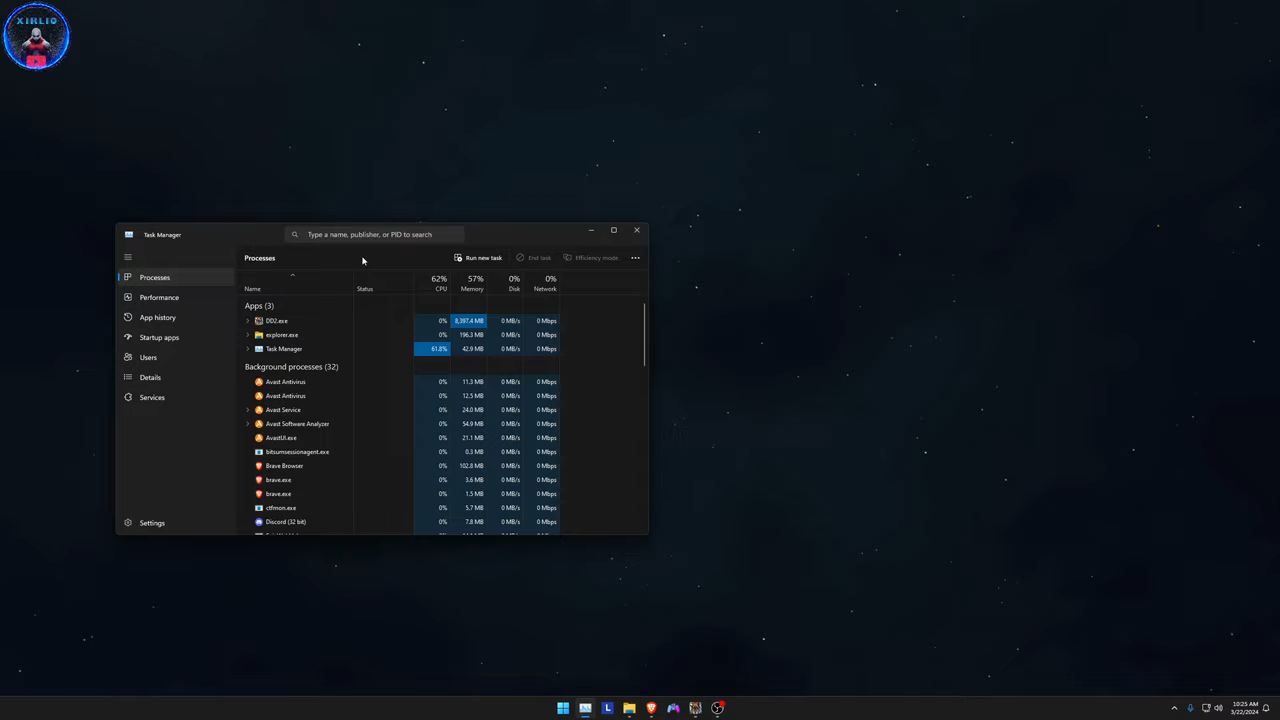 XIRLIO
Task Manager
Type a name, publisher, or PID to search
Processes
Run new task
End task
Efficiency mode
Processes
Performance
App history
Startup apps
Users
Details
Services
Settings
62% 57% 0% 0%
Name Status CPU Memory Disk Network
Apps (3)
DD2.exe 0% 8,397.4 MB 0 MB/s 0 Mbps
explorer.exe 0% 196.3 MB 0 MB/s 0 Mbps
Task Manager 61.8% 42.9 MB 0 MB/s 0 Mbps
Background processes (32)
Avast Antivirus 0% 11.3 MB 0 MB/s 0 Mbps
Avast Antivirus 0% 12.5 MB 0 MB/s 0 Mbps
Avast Service 0% 24.0 MB 0 MB/s 0 Mbps
Avast Software Analyzer 0% 54.9 MB 0 MB/s 0 Mbps
AvastUI.exe 0% 21.1 MB 0 MB/s 0 Mbps
bitsumsessionagent.exe 0% 0.3 MB 0 MB/s 0 Mbps
Brave Browser 0% 102.8 MB 0 MB/s 0 Mbps
brave.exe 0% 3.6 MB 0 MB/s 0 Mbps
brave.exe 0% 1.5 MB 0 MB/s 0 Mbps
ctfmon.exe 0% 5.7 MB 0 MB/s 0 Mbps
Discord (32 bit) 0% 7.8 MB 0 MB/s 0 Mbps
L
10:25 AM
3/22/2024